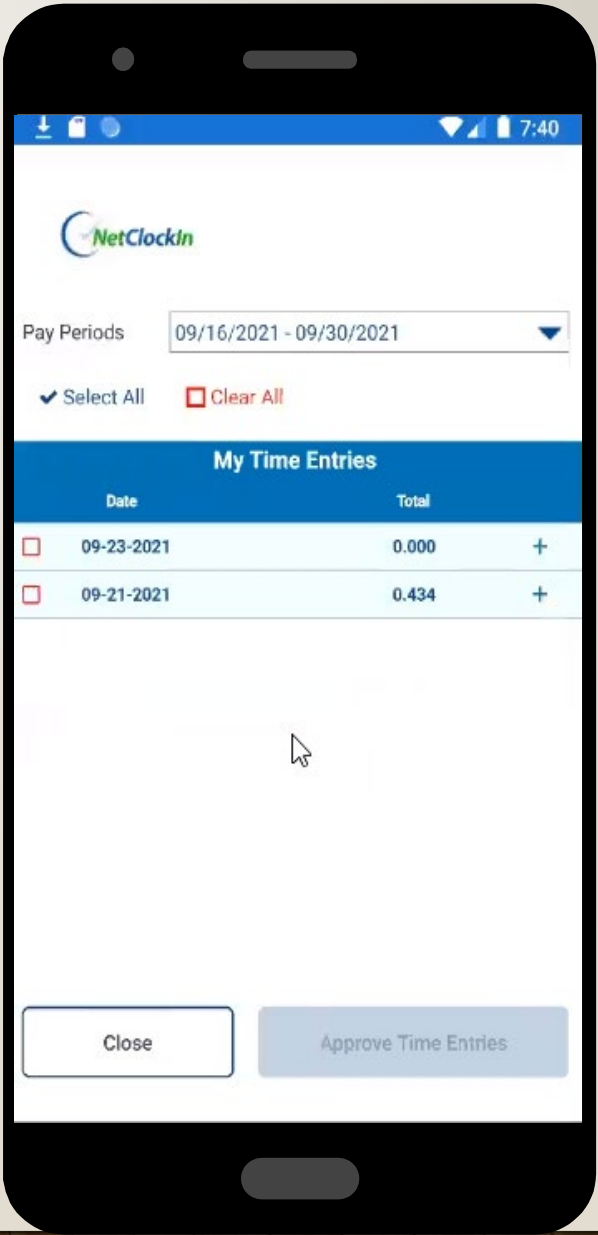 7:40
NetClockIn
Pay Periods 09/16/2021 - 09/30/2021
Select All Clear All
My Time Entries
Date Total
09-23-2021 0.000 +
09-21-2021 0.434 +
Close Approve Time Entries